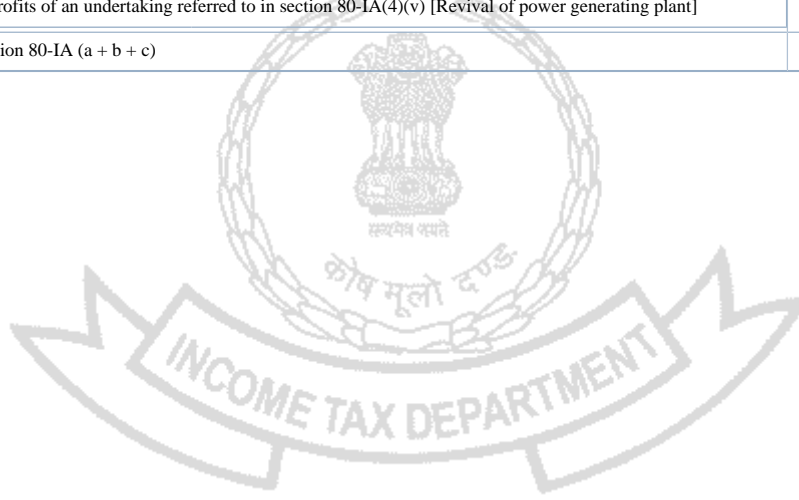 rofits of an undertaking referred to in section 80-IA(4)(v) [Revival of power generating plant]
ion 80-IA (a + b + c)
सत्यमेव जयते
कोष मूलो दण्डः
INCOME TAX DEPARTMENT